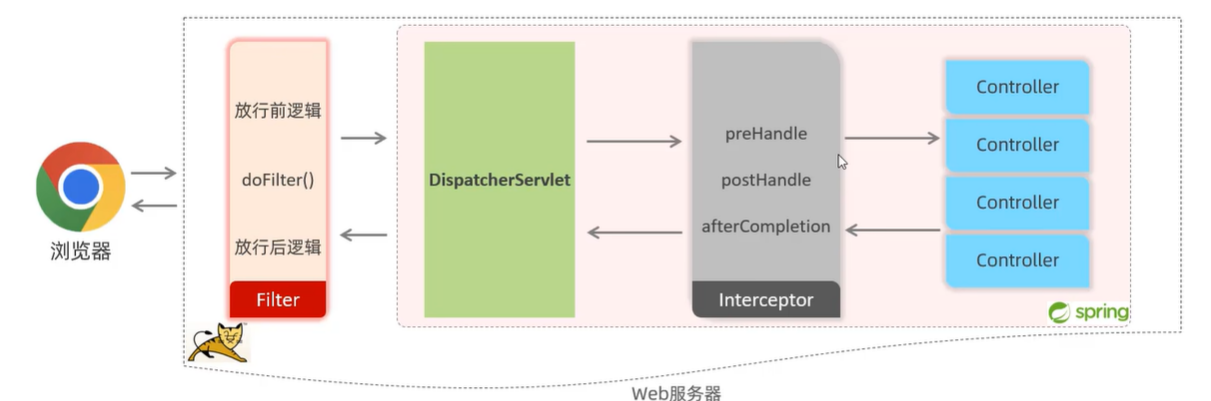 浏览器
放行前逻辑
doFilter()
放行后逻辑
Filter
DispatcherServlet
preHandle
postHandle
afterCompletion
Interceptor
Controller
Controller
Controller
Controller
spring
Web服务器